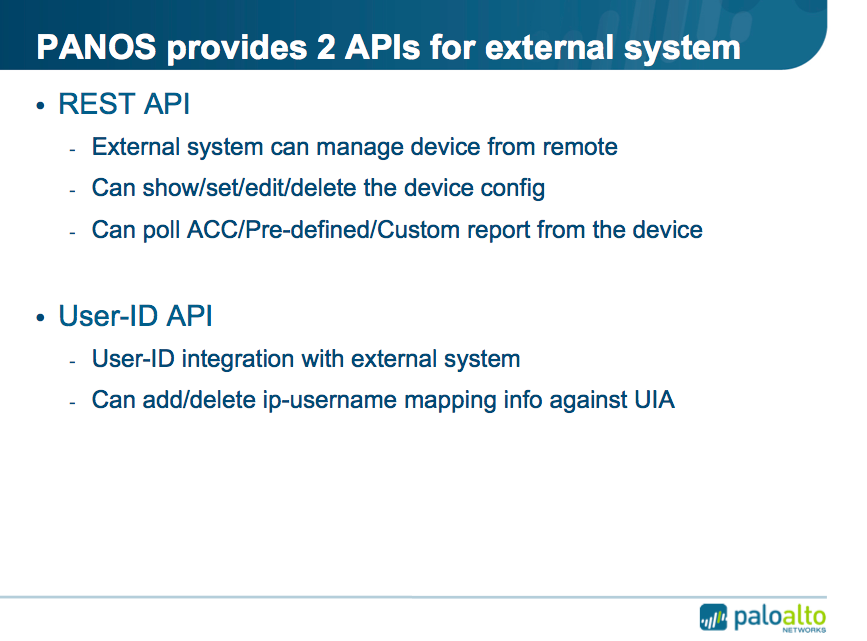 PANOS provides 2 APIs for external system
• REST API
- External system can manage device from remote
- Can show/set/edit/delete the device config
- Can poll ACC/Pre-defined/Custom report from the device
• User-ID API
- User-ID integration with external system
- Can add/delete ip-username mapping info against UIA
paloalto
NETWORKS